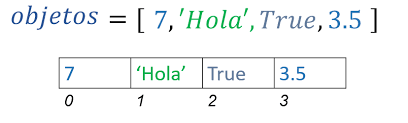 objetos = [ 7, 'Hola', True, 3.5 ]
7 'Hola' True 3.5
0 1 2 3